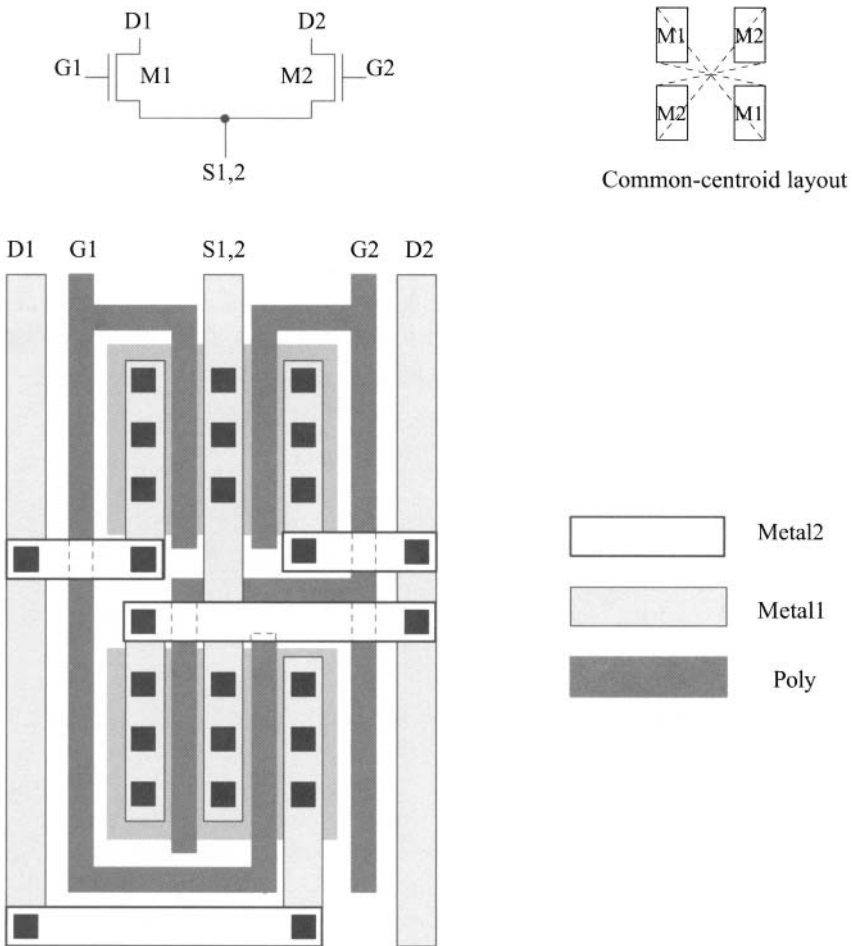 D1 D2
G1 M1 M2 G2
S1,2
M1 M2
M2 M1
Common-centroid layout
D1 G1 S1,2 G2 D2
Metal2
Metal1
Poly